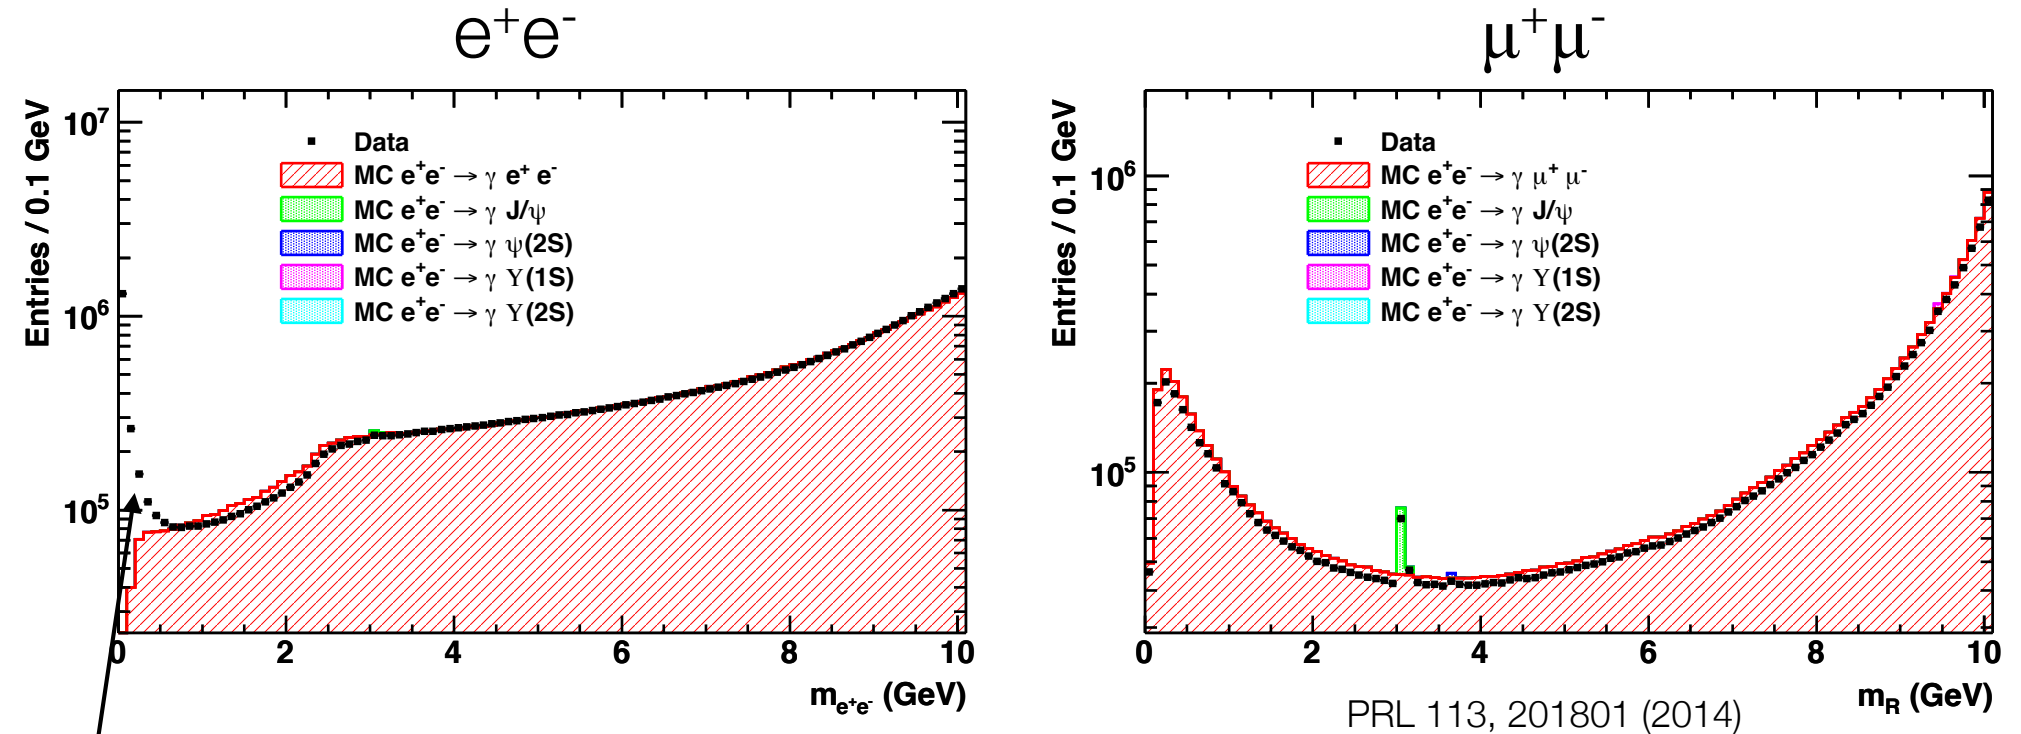 e⁺e⁻
Entries / 0.1 GeV
10⁷
10⁶
10⁵
Data
MC e⁺e⁻ → γ e⁺ e⁻
MC e⁺e⁻ → γ J/ψ
MC e⁺e⁻ → γ ψ(2S)
MC e⁺e⁻ → γ Υ(1S)
MC e⁺e⁻ → γ Υ(2S)
0 2 4 6 8 10
m_e⁺e⁻ (GeV)
μ⁺μ⁻
Entries / 0.1 GeV
10⁶
10⁵
Data
MC e⁺e⁻ → γ μ⁺ μ⁻
MC e⁺e⁻ → γ J/ψ
MC e⁺e⁻ → γ ψ(2S)
MC e⁺e⁻ → γ Υ(1S)
MC e⁺e⁻ → γ Υ(2S)
0 2 4 6 8 10
m_R (GeV)
PRL 113, 201801 (2014)